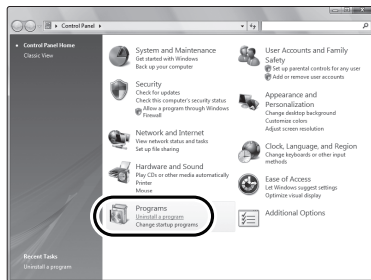 Control Panel
Control Panel Home
Classic View
System and Maintenance
Get started with Windows
Back up your computer
Security
Check for updates
Check this computer's security status
Allow a program through Windows
Firewall
Network and Internet
View network status and tasks
Set up file sharing
Hardware and Sound
Play CDs or other media automatically
Printer
Mouse
Programs
Uninstall a program
Change startup programs
User Accounts and Family
Safety
Set up parental controls for any user
Add or remove user accounts
Appearance and
Personalization
Change desktop background
Customize colors
Adjust screen resolution
Clock, Language, and Region
Change keyboards or other input
methods
Ease of Access
Let Windows suggest settings
Optimize visual display
Additional Options
Recent Tasks
Uninstall a program